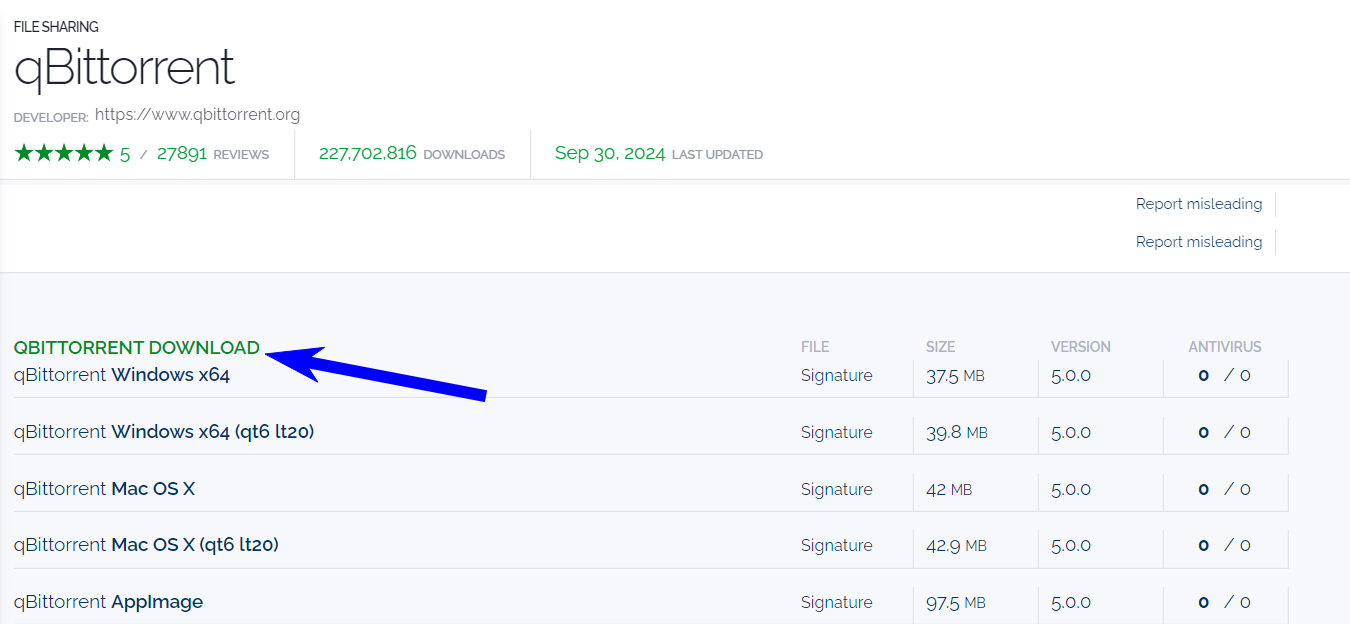 FILE SHARING
qBittorrent
DEVELOPER: https://www.qbittorrent.org
★★★★★ 5 / 27891 REVIEWS 227,702,816 DOWNLOADS Sep 30, 2024 LAST UPDATED
Report misleading
Report misleading
QBITTORRENT DOWNLOAD FILE SIZE VERSION ANTIVIRUS
qBittorrent Windows x64 Signature 37.5 MB 5.0.0 0 / 0
qBittorrent Windows x64 (qt6 lt20) Signature 39.8 MB 5.0.0 0 / 0
qBittorrent Mac OS X Signature 42 MB 5.0.0 0 / 0
qBittorrent Mac OS X (qt6 lt20) Signature 42.9 MB 5.0.0 0 / 0
qBittorrent AppImage Signature 97.5 MB 5.0.0 0 / 0